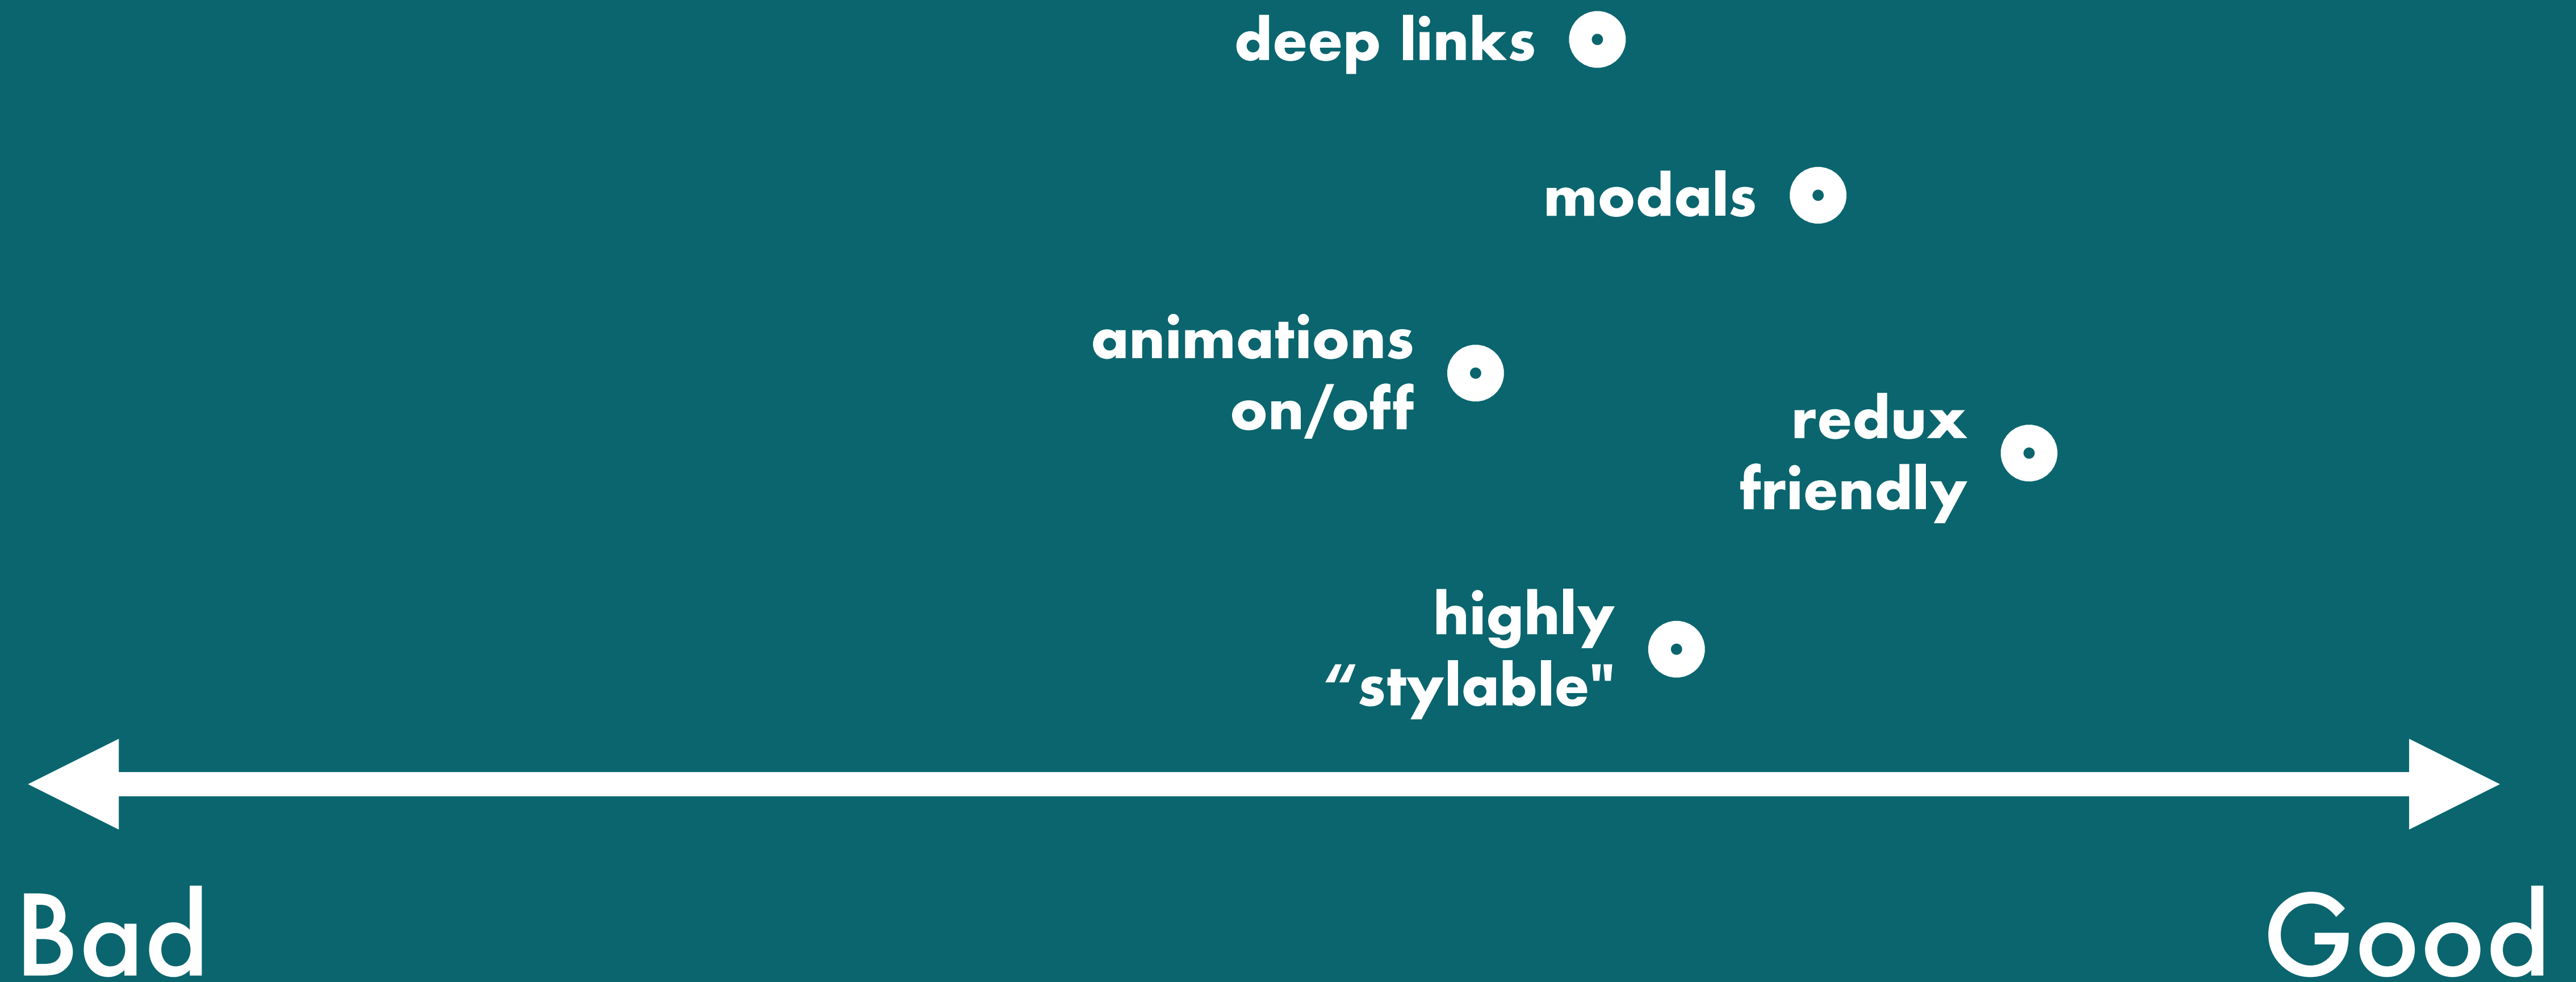 deep links
modals
animations
on/off
redux
friendly
highly
“stylable"
Bad
Good